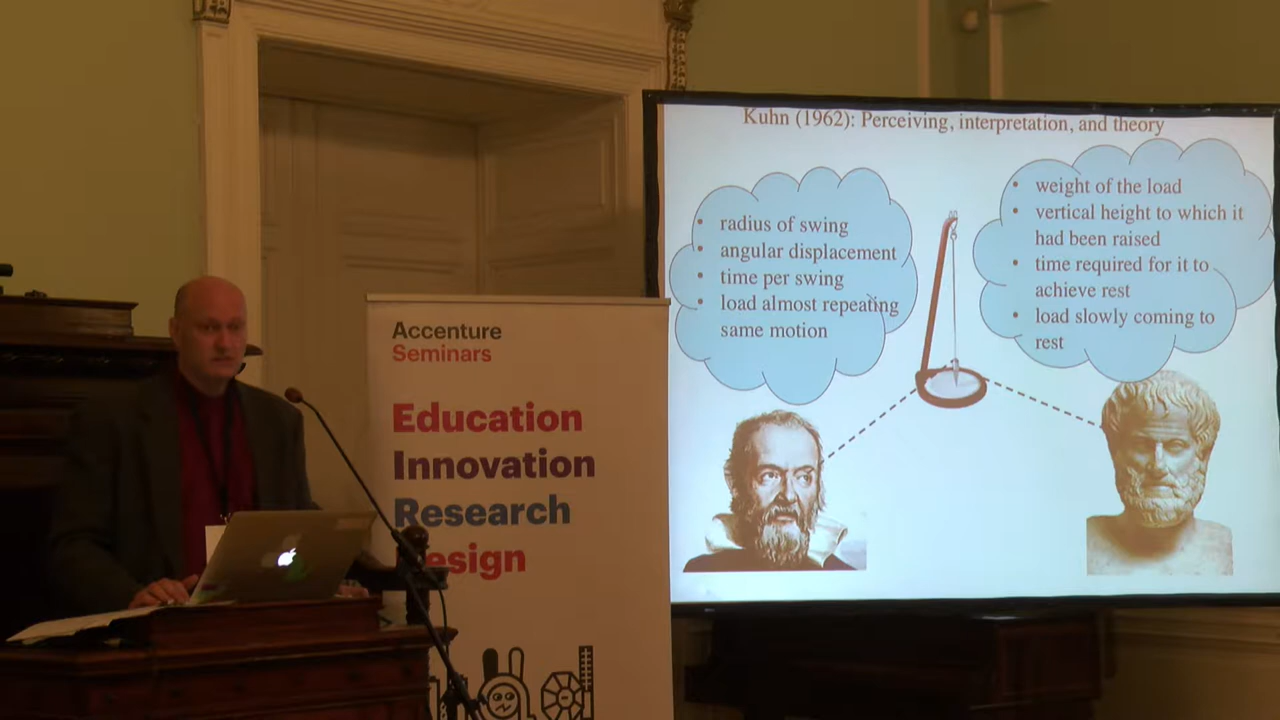 Accenture
Seminars
Education
Innovation
Research
esign
Kuhn (1962): Perceiving, interpretation, and theory
• radius of swing
• angular displacement
• time per swing
• load almost repeating
same motion
• weight of the load
• vertical height to which it
had been raised
• time required for it to
achieve rest
• load slowly coming to
rest